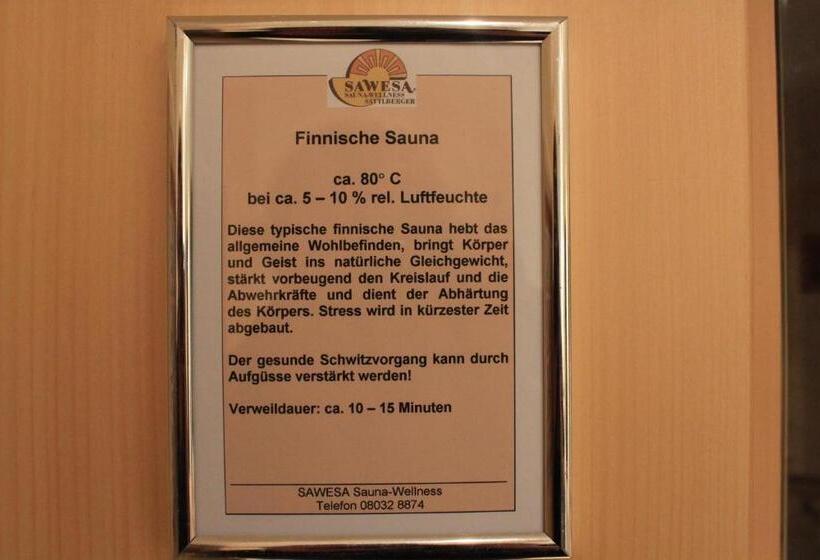 SAWESA
SAUNA-WELLNESS
SATTLBERGER
Finnische Sauna
ca. 80° C
bei ca. 5 – 10 % rel. Luftfeuchte
Diese typische finnische Sauna hebt das
allgemeine Wohlbefinden, bringt Körper
und Geist ins natürliche Gleichgewicht,
stärkt vorbeugend den Kreislauf und die
Abwehrkräfte und dient der Abhärtung
des Körpers. Stress wird in kürzester Zeit
abgebaut.
Der gesunde Schwitzvorgang kann durch
Aufgüsse verstärkt werden!
Verweildauer: ca. 10 – 15 Minuten
SAWESA Sauna-Wellness
Telefon 08032 8874